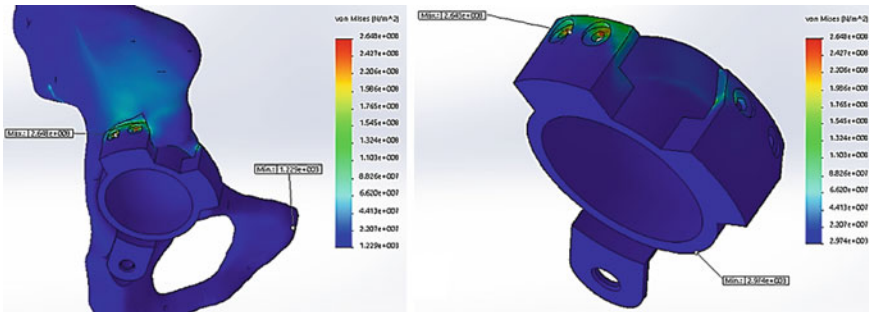 von Mises [N/m^2]
2.648e+008
2.427e+008
2.206e+008
1.986e+008
1.765e+008
1.545e+008
1.324e+008
1.103e+008
8.826e+007
6.620e+007
4.413e+007
2.207e+007
1.229e+003
Max.: 2.648e+008
Min.: 1.229e+003
von Mises [N/m^2]
2.648e+008
2.427e+008
2.206e+008
1.986e+008
1.765e+008
1.545e+008
1.324e+008
1.103e+008
8.826e+007
6.620e+007
4.413e+007
2.207e+007
2.974e+003
Max.: 2.648e+008
Min.: 2.974e+003